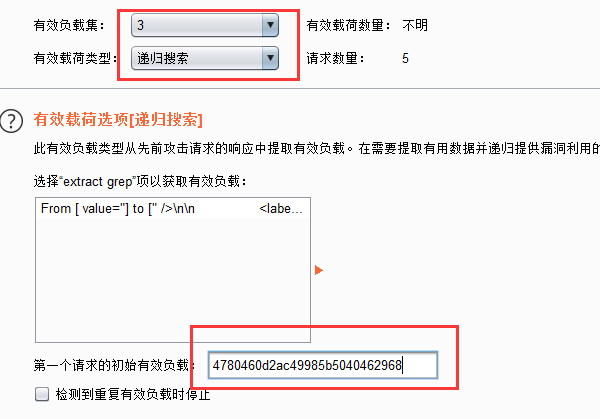 有效负载集： 3 有效载荷数量： 不明
有效载荷类型： 递归搜索 请求数量： 5
? 有效载荷选项[递归搜索]
此有效负载类型从先前攻击请求的响应中提取有效负载。在需要提取有用数据并递归提供漏洞利用的
选择“extract grep”项以获取有效负载：
From [ value="] to [" />\n\n <labe...
第一个请求的初始有效负载： 4780460d2ac49985b5040462968
检测到重复有效负载时停止